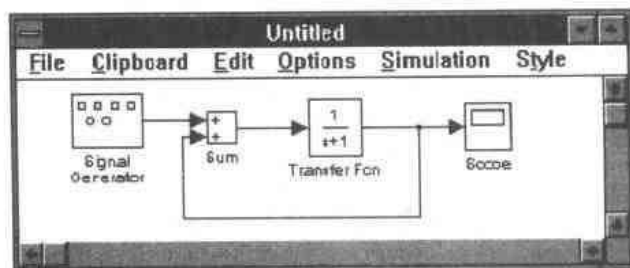 Untitled
File Clipboard Edit Options Simulation Style
+
+
1
s+1
Signal
Generator
Sum
Transfer Fcn
Scope